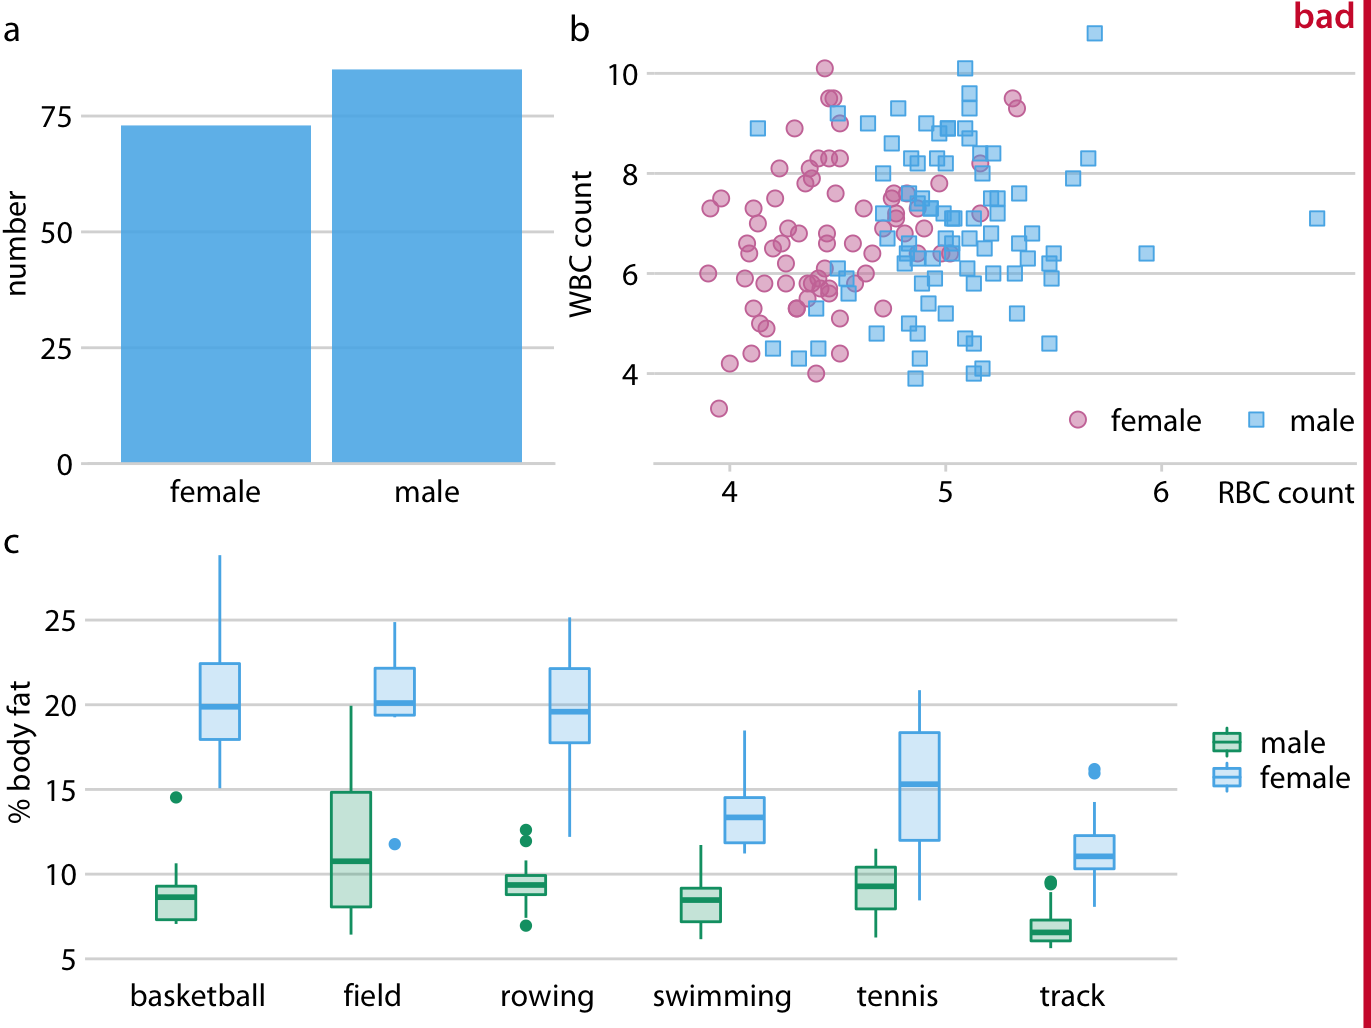 a
number
75
50
25
0
female male
b
bad
WBC count
10
8
6
4
female male
4 5 6 RBC count
c
% body fat
25
20
15
10
5
male
female
basketball field rowing swimming tennis track